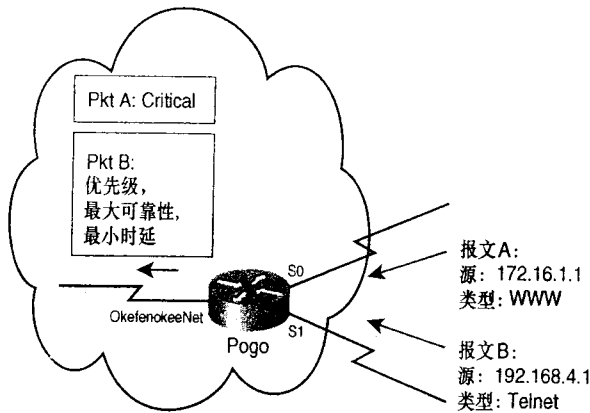 Pkt A: Critical
Pkt B:
优先级，
最大可靠性，
最小时延
S0
OkefenokeeNet
S1
Pogo
报文A：
源：172.16.1.1
类型：WWW
报文B：
源：192.168.4.1
类型：Telnet